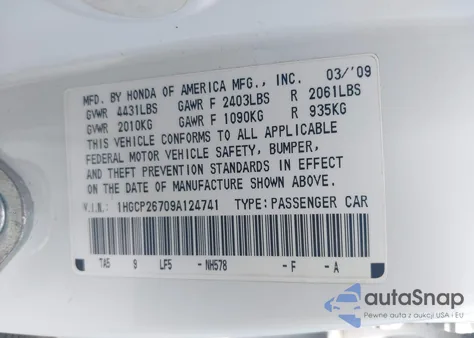 MFD. BY HONDA OF AMERICA MFG., INC. 03/'09
GVWR 4431LBS GAWR F 2403LBS R 2061LBS
GVWR 2010KG GAWR F 1090KG R 935KG
THIS VEHICLE CONFORMS TO ALL APPLICABLE
FEDERAL MOTOR VEHICLE SAFETY, BUMPER,
AND THEFT PREVENTION STANDARDS IN EFFECT
ON THE DATE OF MANUFACTURE SHOWN ABOVE.
V.I.N.: 1HGCP26709A124741 TYPE: PASSENGER CAR
TA5 9 LF5 -NH578 -F -A
autoSnap
Pewne auta z aukcji USA i EU